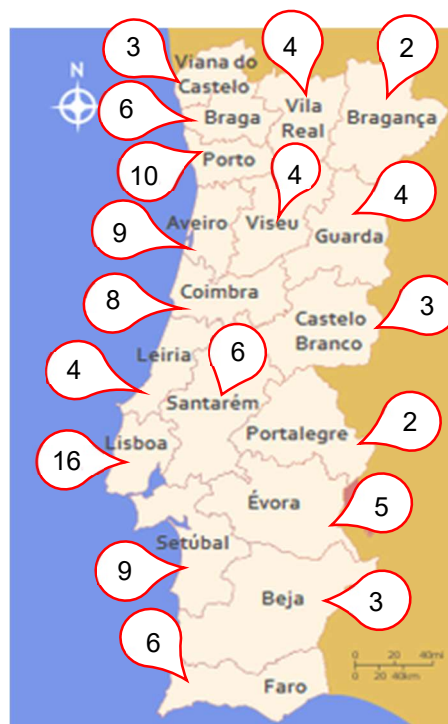 3
4
2
N
Viana do
Castelo
6
Braga
Vila
Real
Bragança
10
Porto
4
4
9
Aveiro
Viseu
Guarda
8
Coimbra
3
Castelo
Branco
4
Leiria
6
Santarém
2
Lisboa
Portalegre
16
Évora
5
Setúbal
9
Beja
3
6
Faro
0 20 40mi
0 20 40km